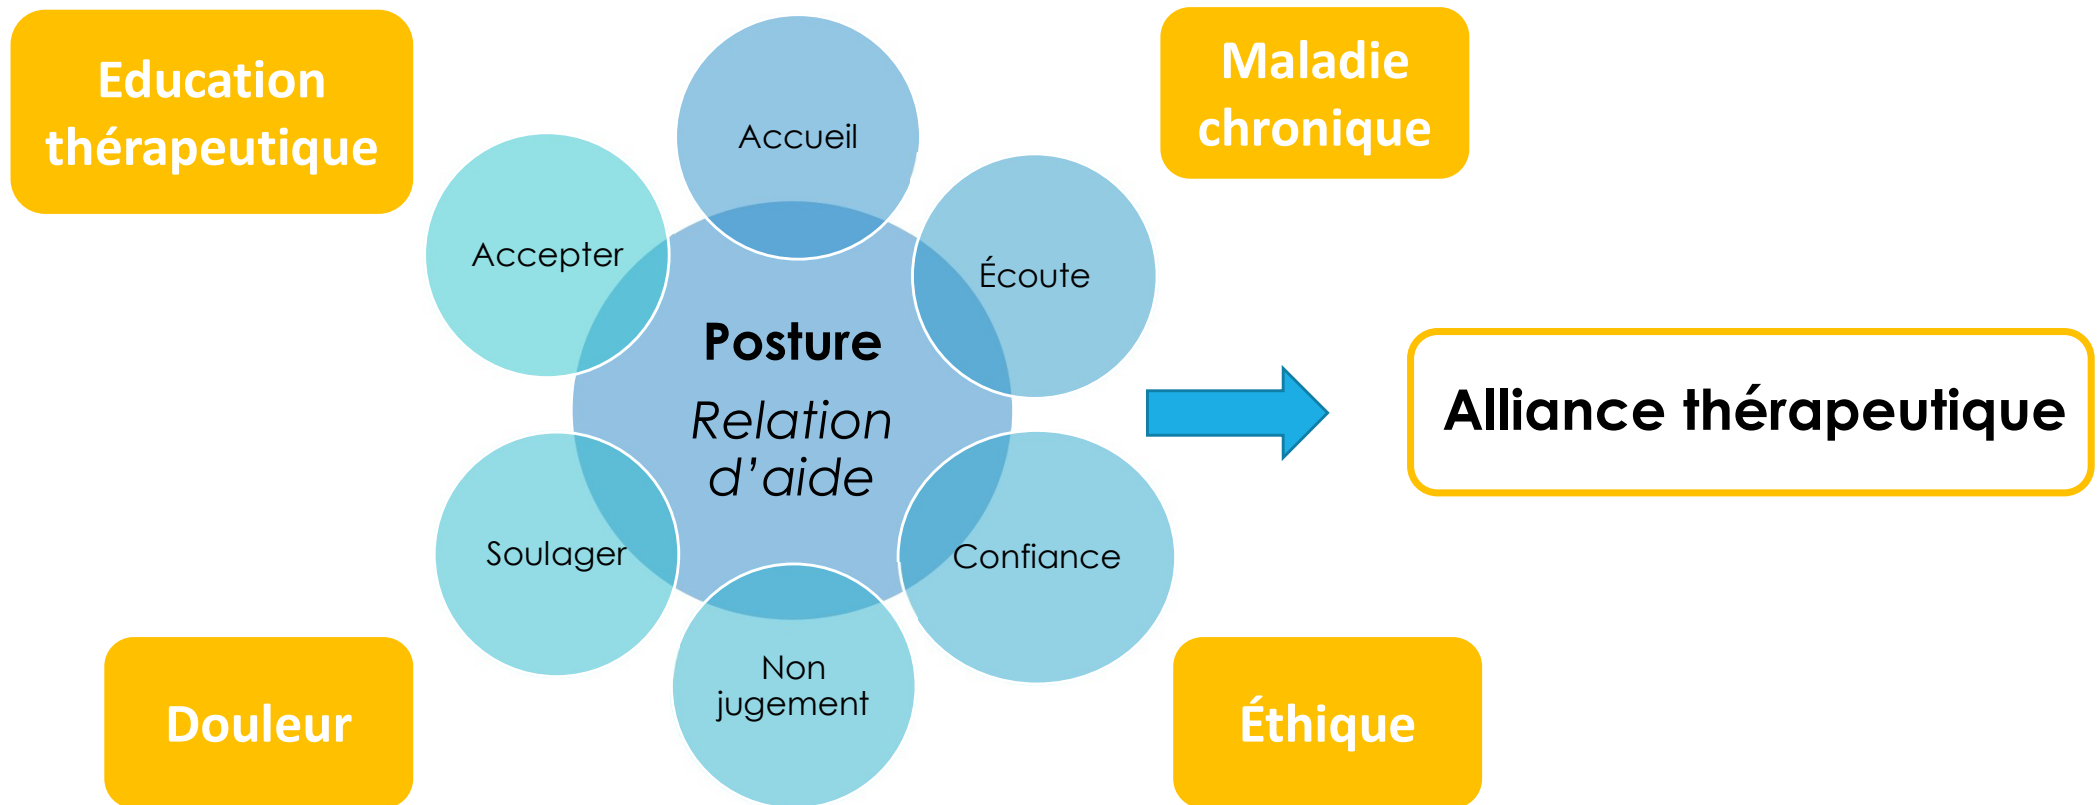 Education
thérapeutique
Maladie
chronique
Accueil
Accepter
Écoute
Posture
Relation
d’aide
Alliance thérapeutique
Soulager
Confiance
Non
jugement
Douleur
Éthique